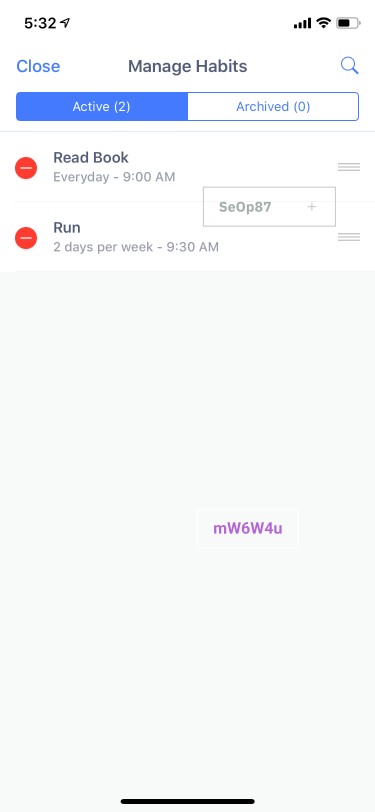 5:32
Close
Manage Habits
Active (2)
Archived (0)
Read Book
Everyday - 9:00 AM
SeOp87 +
Run
2 days per week - 9:30 AM
mW6W4u